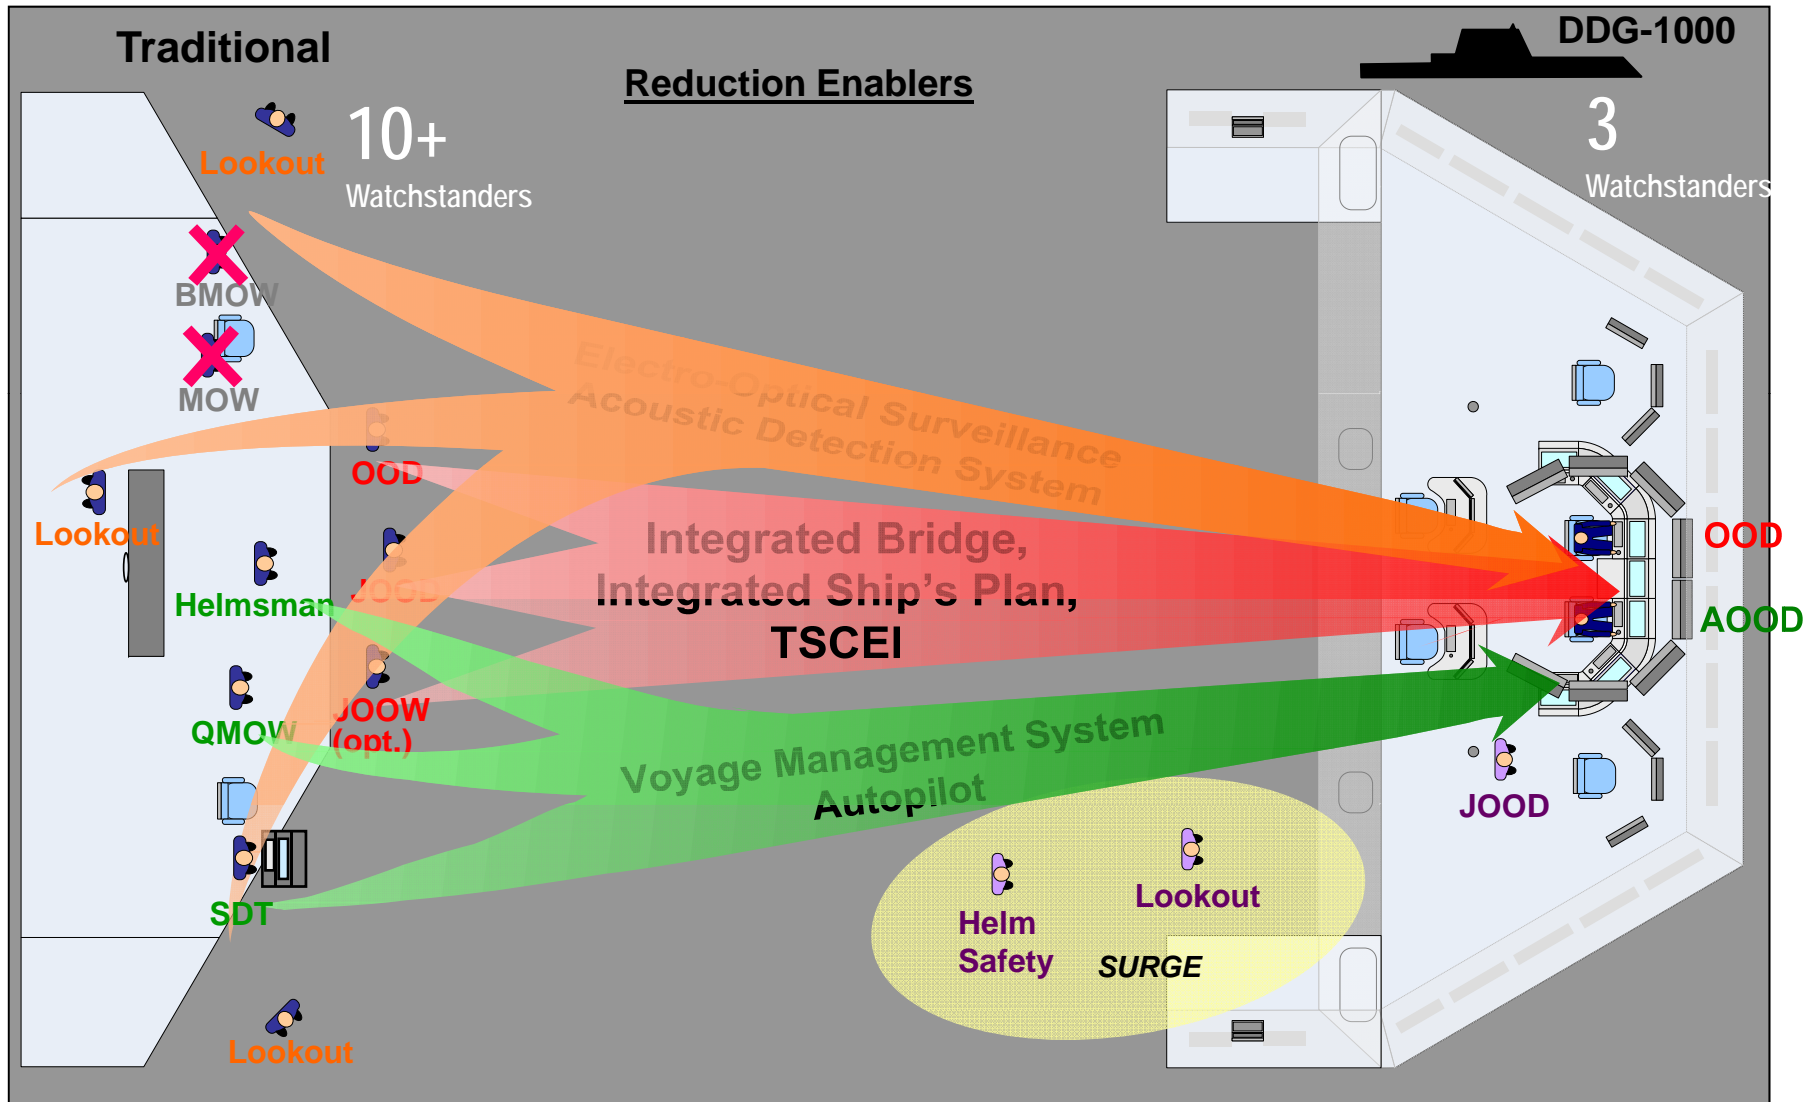 Traditional
DDG-1000
Reduction Enablers
10+
Watchstanders
3
Watchstanders
Lookout
BMOW
MOW
Electro-Optical Surveillance
Acoustic Detection System
OOD
Lookout
Integrated Bridge,
Integrated Ship's Plan,
TSCEI
OOD
JOOD
Helmsman
AOOD
JOOW
(opt.)
QMOW
Voyage Management System
Autopilot
JOOD
SDT
Lookout
Helm
Safety
SURGE
Lookout